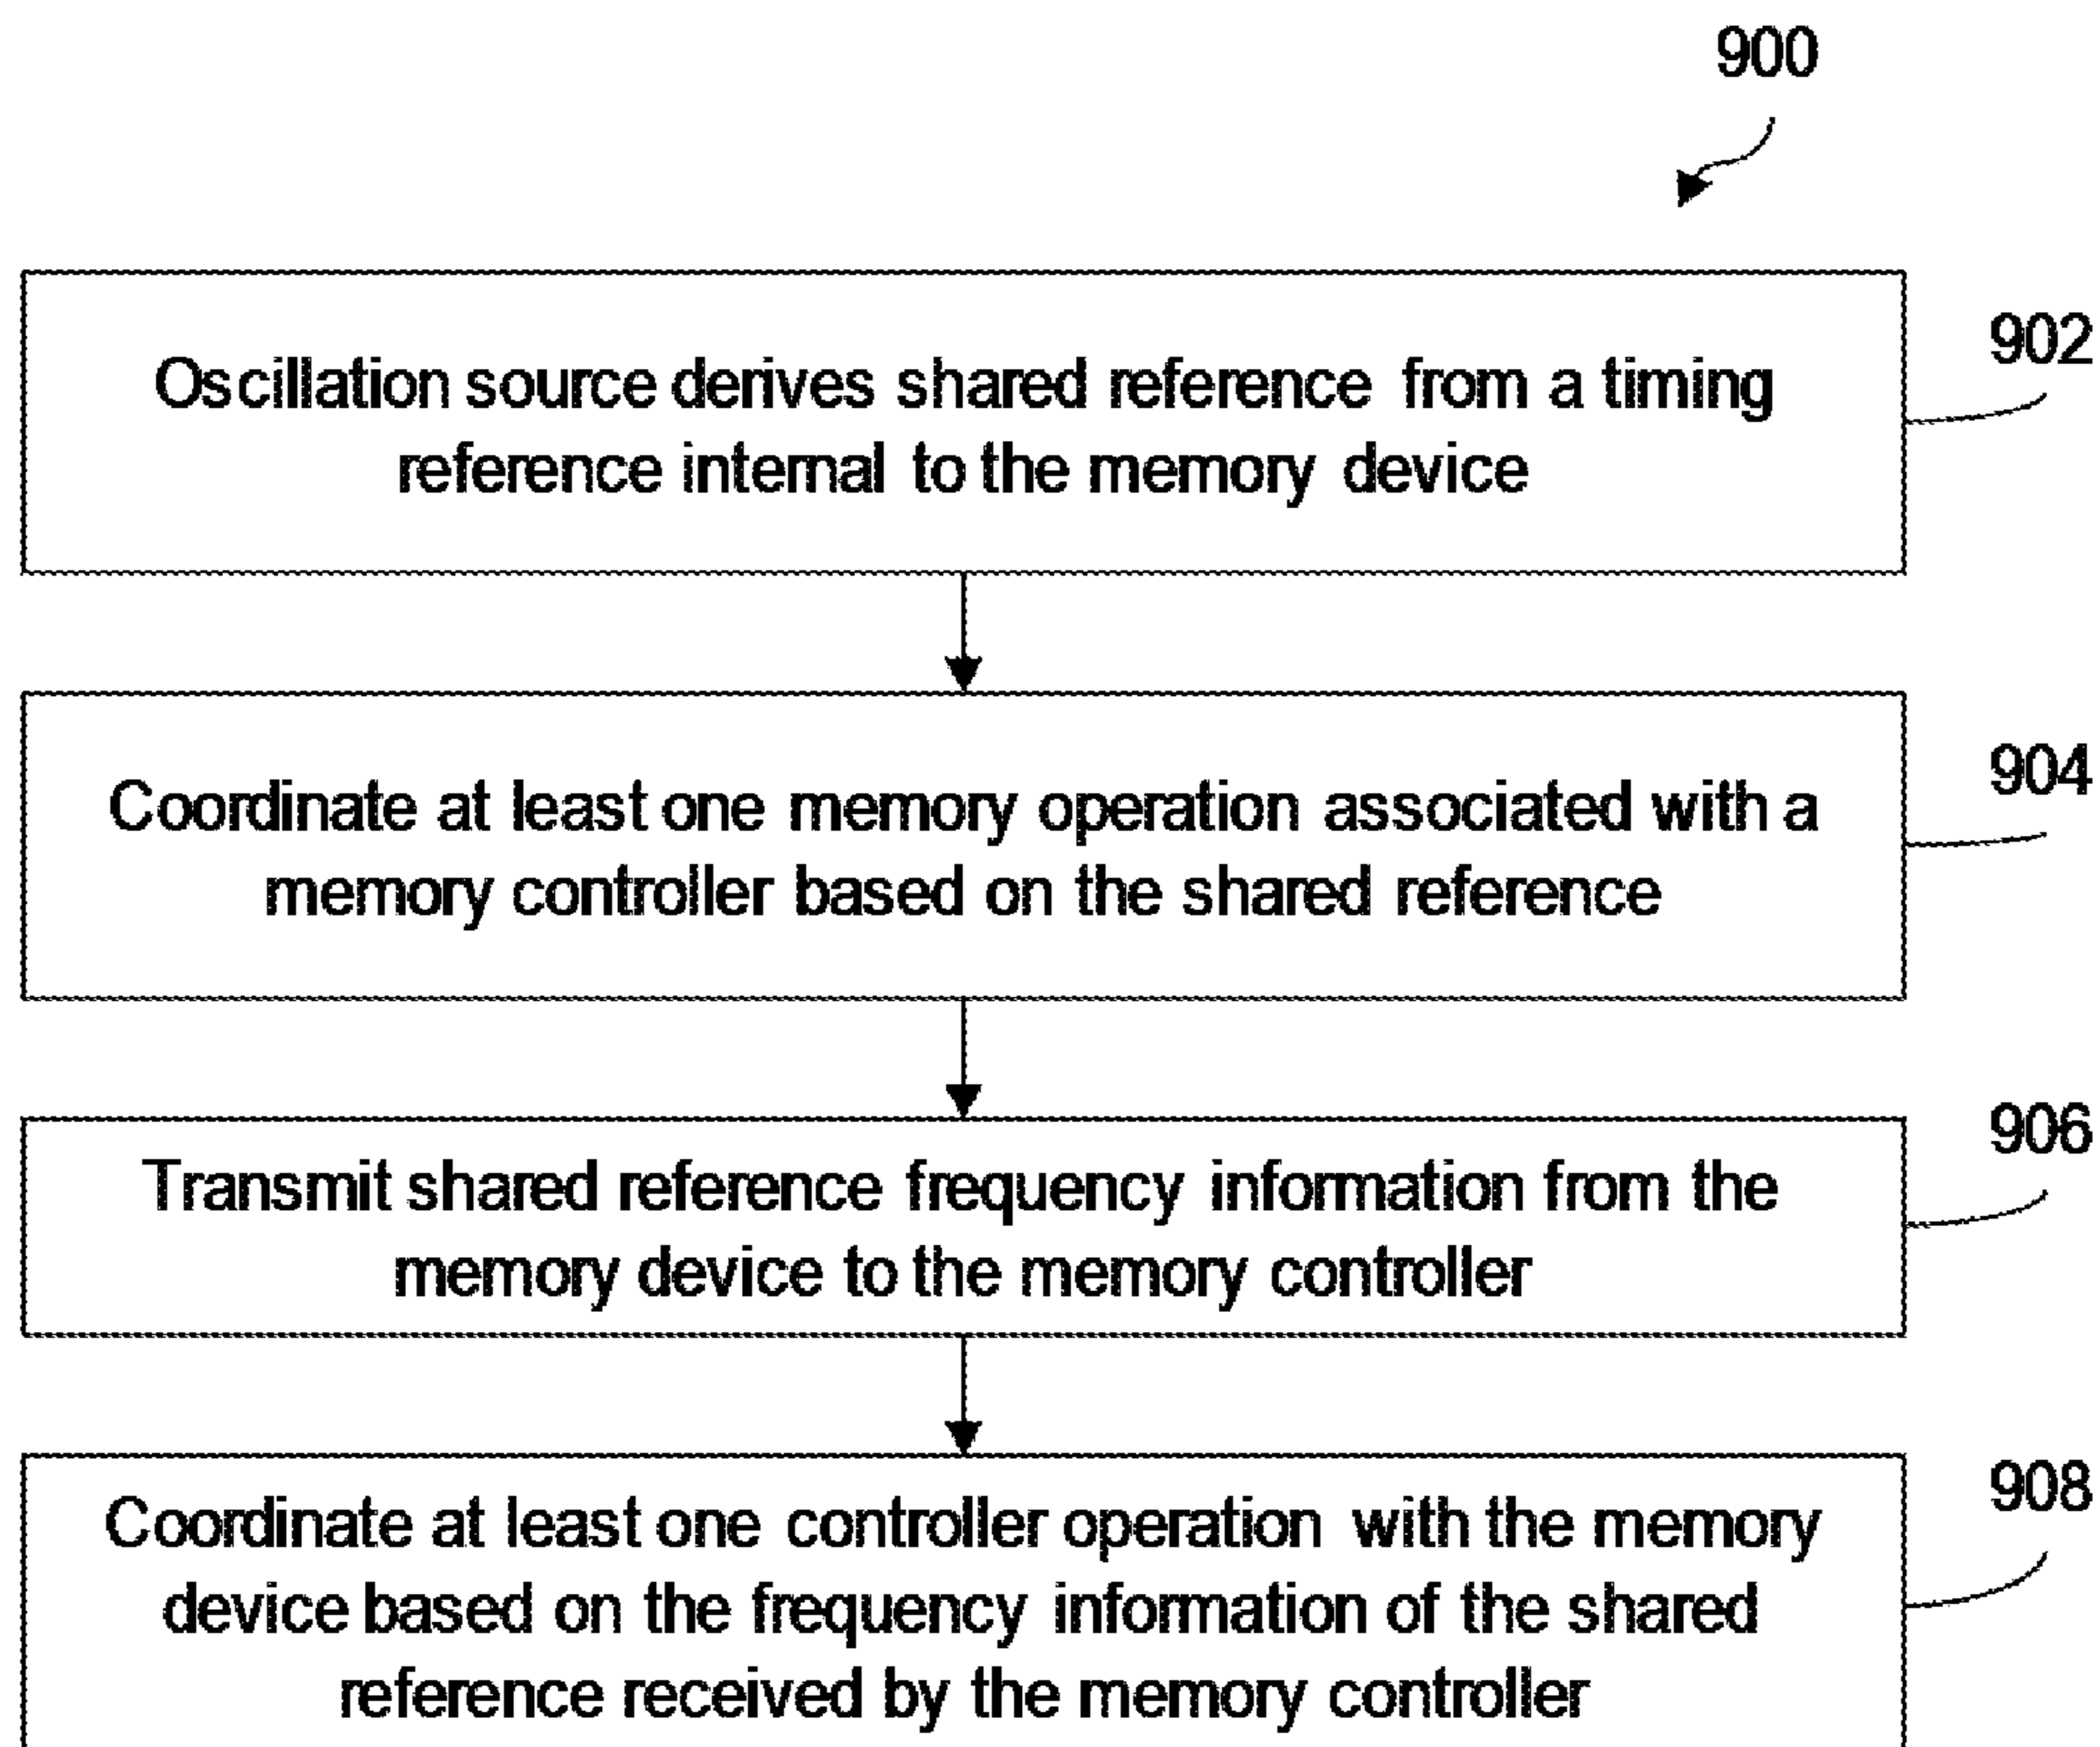 900
Oscillation source derives shared reference from a timing
reference internal to the memory device
902
Coordinate at least one memory operation associated with a
memory controller based on the shared reference
904
Transmit shared reference frequency information from the
memory device to the memory controller
906
Coordinate at least one controller operation with the memory
device based on the frequency information of the shared
reference received by the memory controller
908